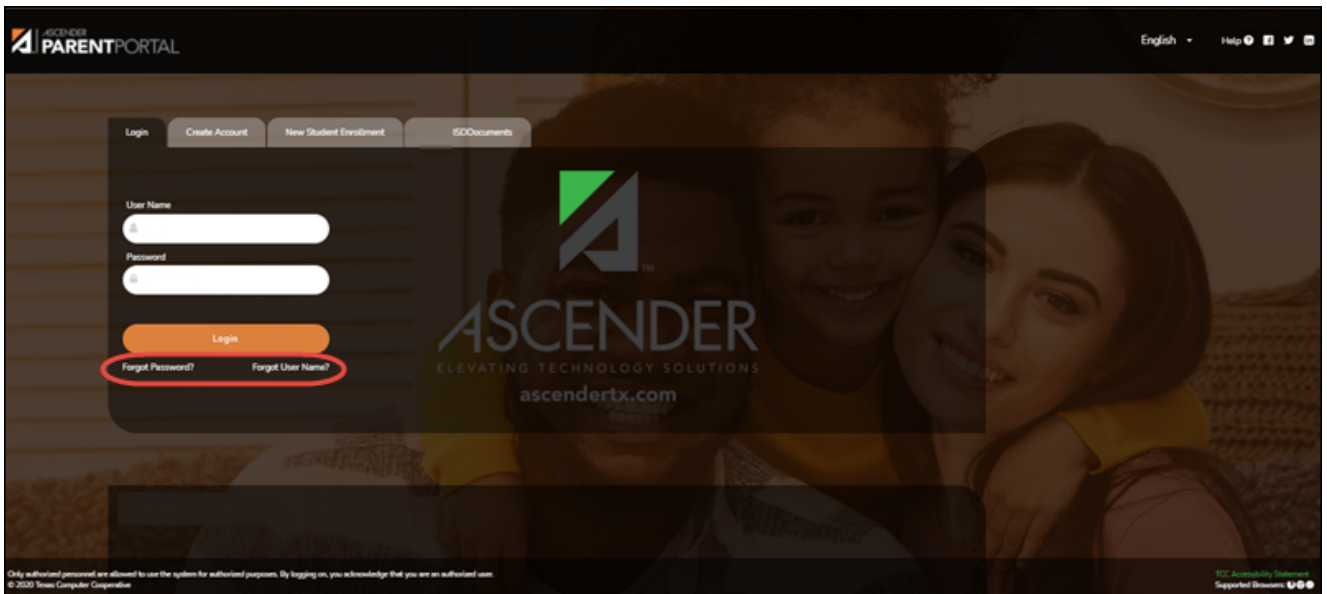 ASCENDER
PARENTPORTAL
English
Help
Login
Create Account
New Student Enrollment
ISDDocuments
User Name
Password
Login
Forgot Password?
Forgot User Name?
ASCENDER
ELEVATING TECHNOLOGY SOLUTIONS
ascendertx.com
TM
Only authorized personnel are allowed to use the system for authorized purposes. By logging on, you acknowledge that you are an authorized user.
© 2020 Texas Computer Cooperative
TCC Accessibility Statement
Supported Browsers: